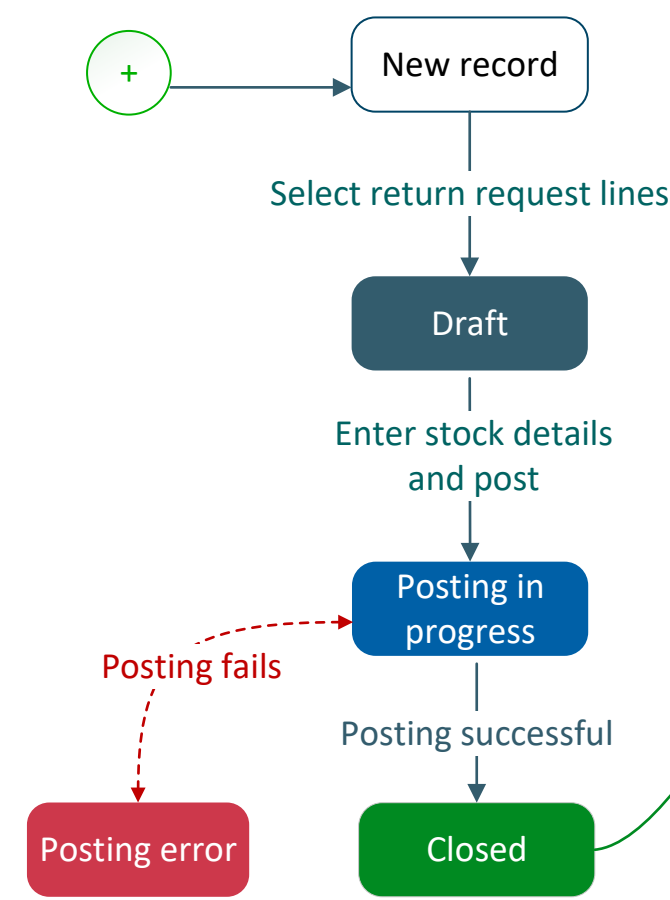 +
New record
Select return request lines
Draft
Enter stock details
and post
Posting in
progress
Posting fails
Posting successful
Posting error
Closed